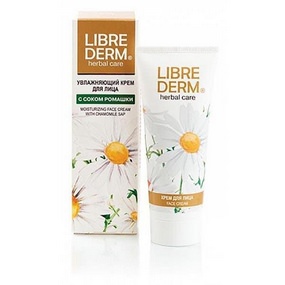 LIBRE
DERM®
herbal care
УВЛАЖНЯЮЩИЙ КРЕМ
ДЛЯ ЛИЦА
С СОКОМ РОМАШКИ
MOISTURIZING FACE CREAM
WITH CHAMOMILE SAP
LIBRE
DERM®
herbal care
КРЕМ ДЛЯ ЛИЦА
FACE CREAM